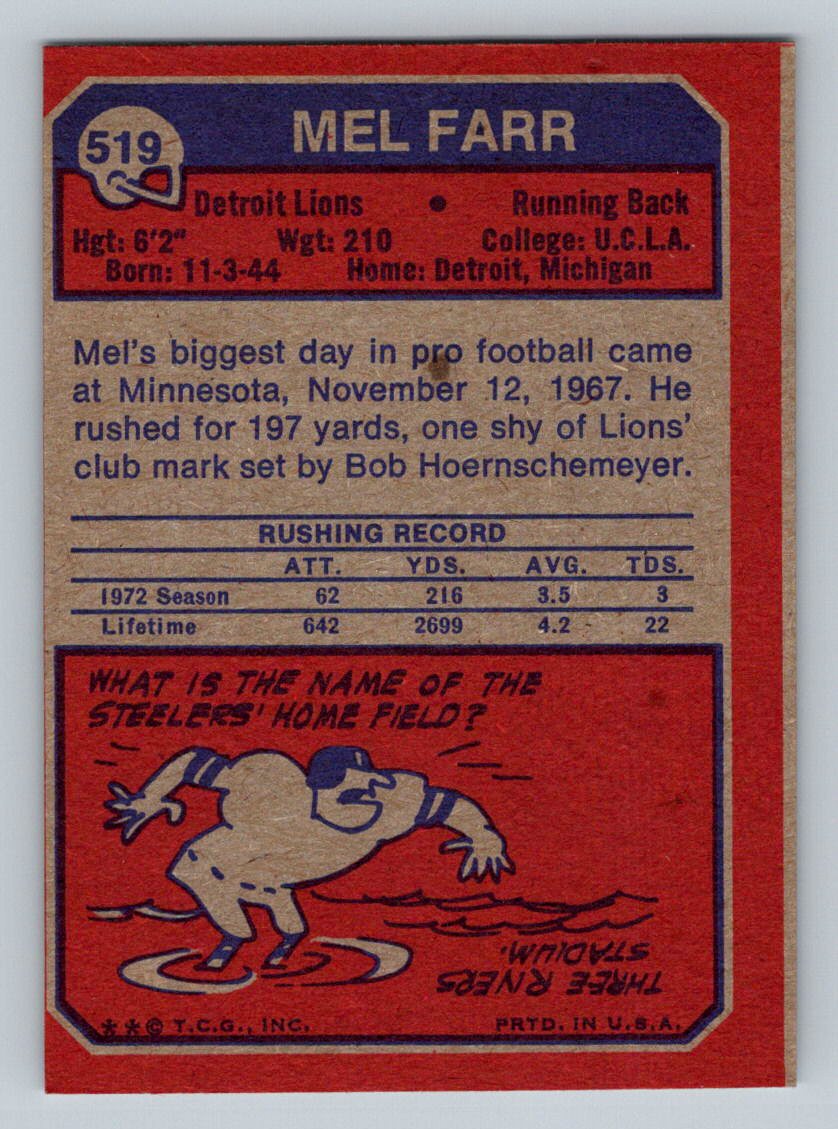 519
MEL FARR
Detroit Lions • Running Back
Hgt: 6'2" Wgt: 210 College: U.C.L.A.
Born: 11-3-44 Home: Detroit, Michigan
Mel's biggest day in pro football came
at Minnesota, November 12, 1967. He
rushed for 197 yards, one shy of Lions'
club mark set by Bob Hoernschemeyer.
RUSHING RECORD
ATT. YDS. AVG. TDS.
1972 Season 62 216 3.5 3
Lifetime 642 2699 4.2 22
WHAT IS THE NAME OF THE
STEELERS' HOME FIELD?
THREE RIVERS
STADIUM.
**© T.C.G., INC. PRTD. IN U.S.A.